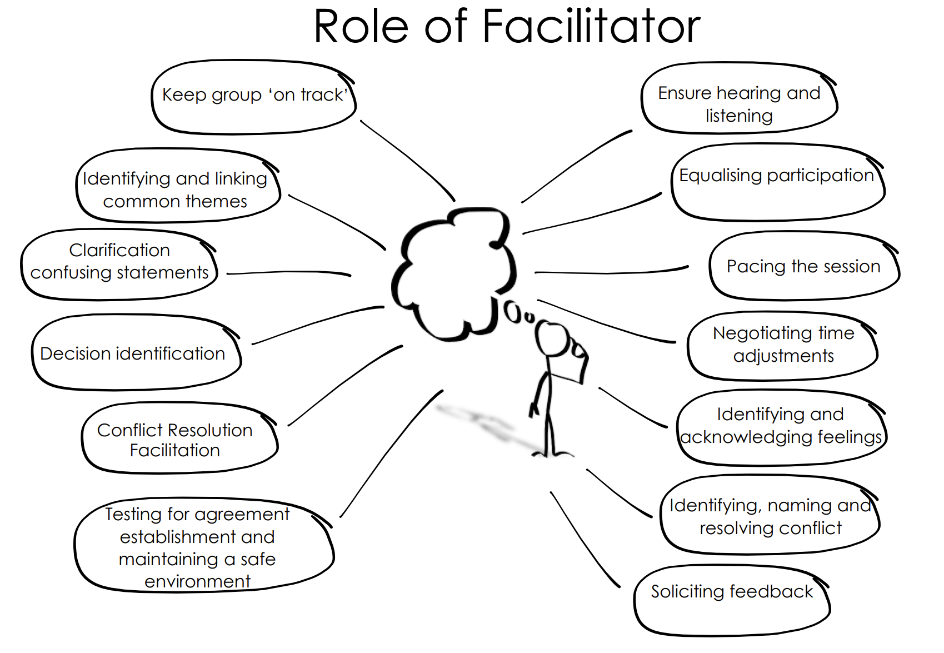 Role of Facilitator
Keep group ‘on track’
Identifying and linking
common themes
Clarification
confusing statements
Decision identification
Conflict Resolution
Facilitation
Testing for agreement
establishment and
maintaining a safe
environment
Ensure hearing and
listening
Equalising participation
Pacing the session
Negotiating time
adjustments
Identifying and
acknowledging feelings
Identifying, naming and
resolving conflict
Soliciting feedback